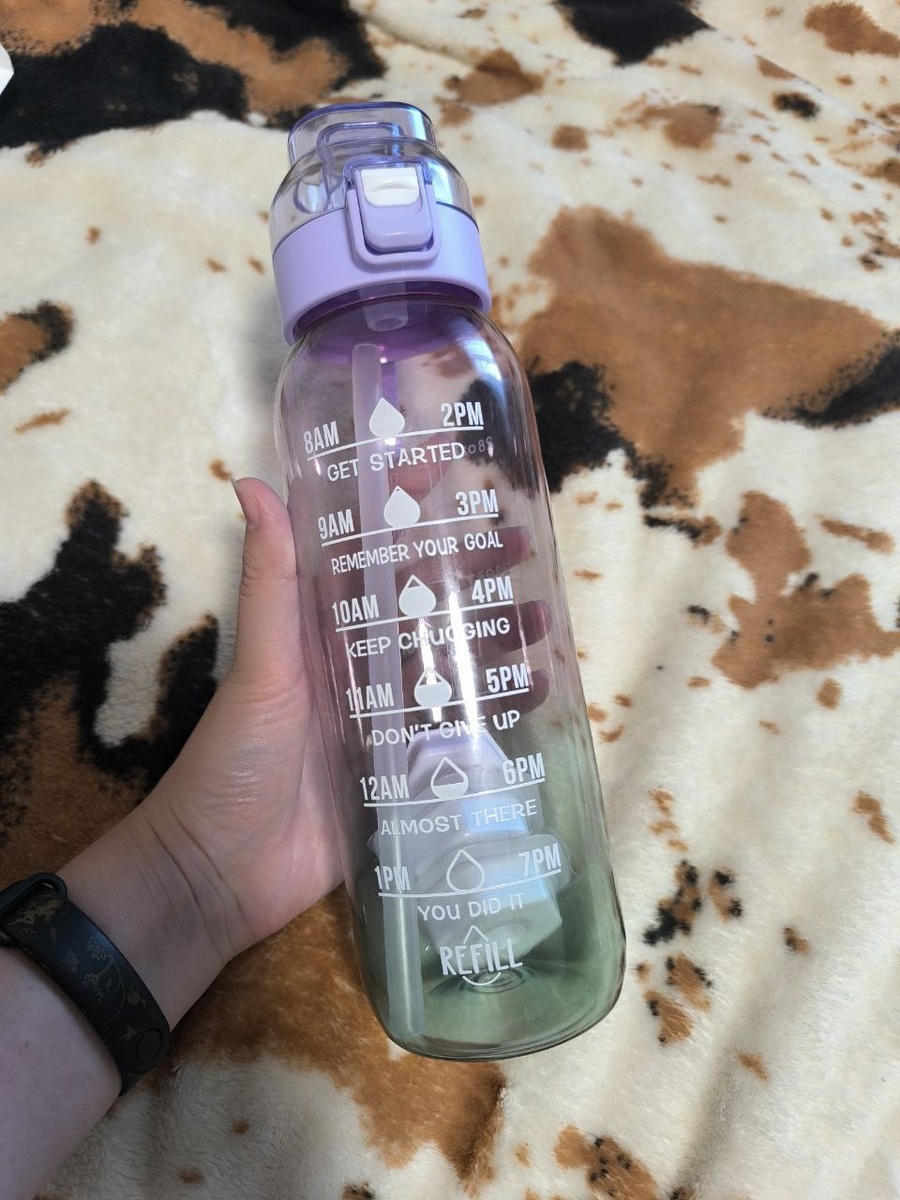 8AM 2PM
GET STARTED
9AM 3PM
REMEMBER YOUR GOAL
10AM 4PM
KEEP CHUGGING
11AM 5PM
DON'T GIVE UP
12AM 6PM
ALMOST THERE
1PM 7PM
YOU DID IT
REFILL